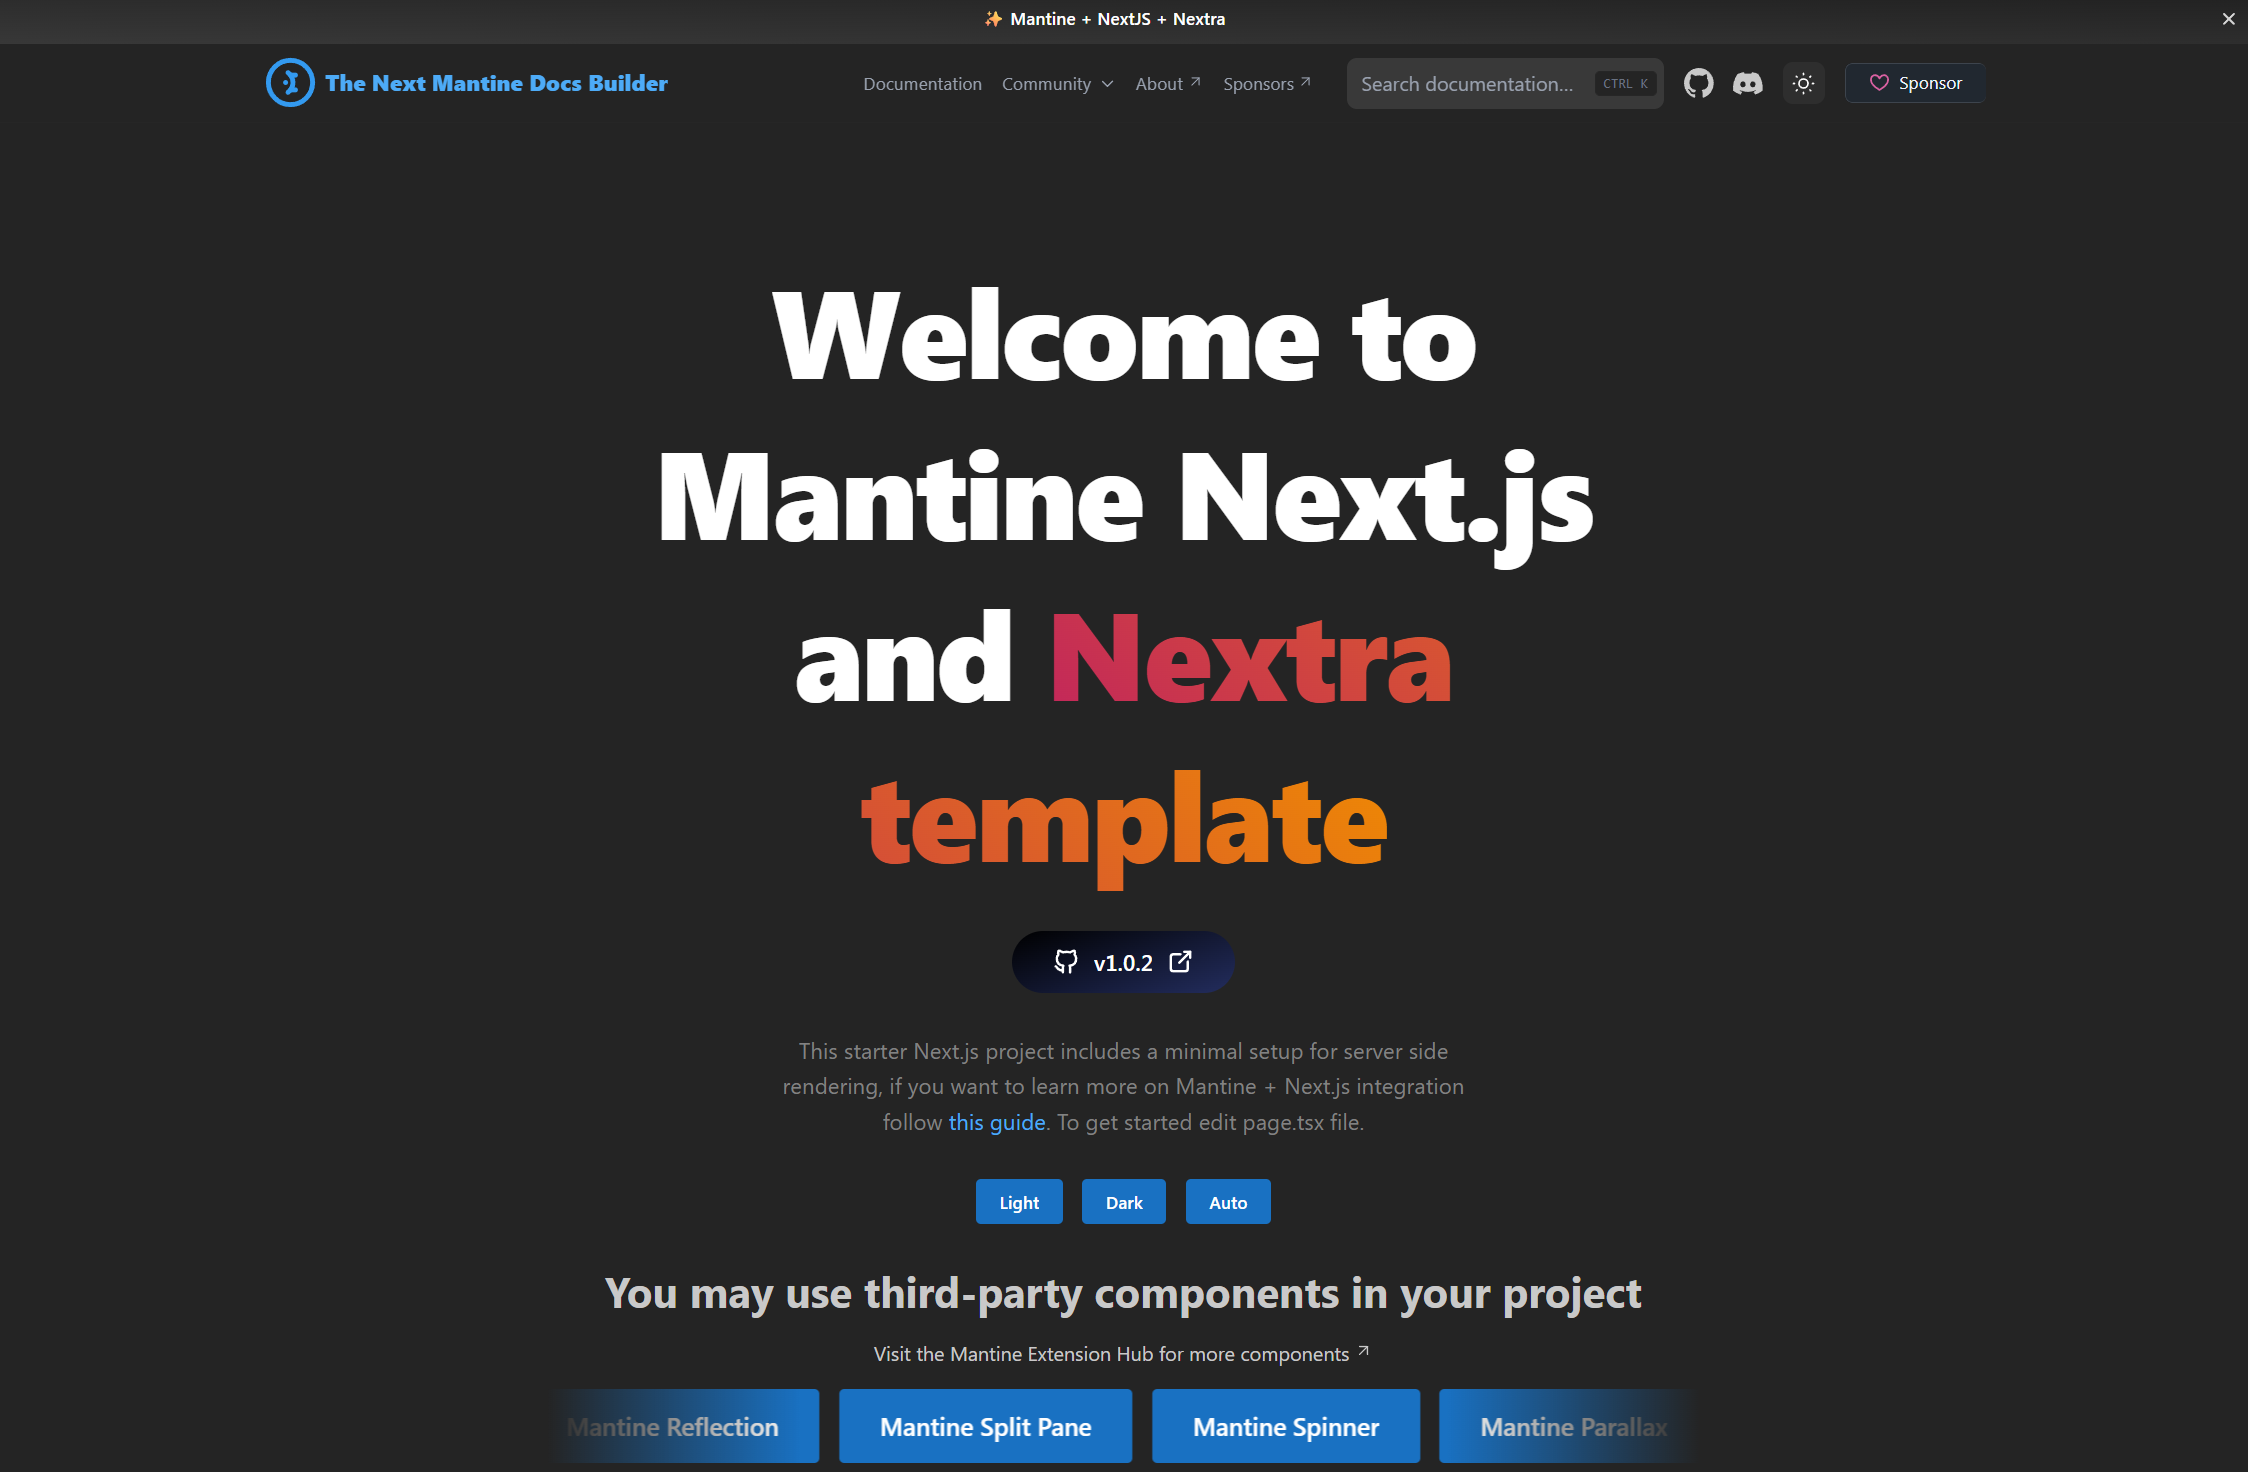 ✨ Mantine + NextJS + Nextra
The Next Mantine Docs Builder
Documentation
Community
About
Sponsors
Search documentation...
CTRL K
Sponsor
Welcome to
Mantine Next.js
and Nextra
template
v1.0.2
This starter Next.js project includes a minimal setup for server side
rendering, if you want to learn more on Mantine + Next.js integration
follow this guide. To get started edit page.tsx file.
Light
Dark
Auto
You may use third-party components in your project
Visit the Mantine Extension Hub for more components
Mantine Reflection
Mantine Split Pane
Mantine Spinner
Mantine Parallax